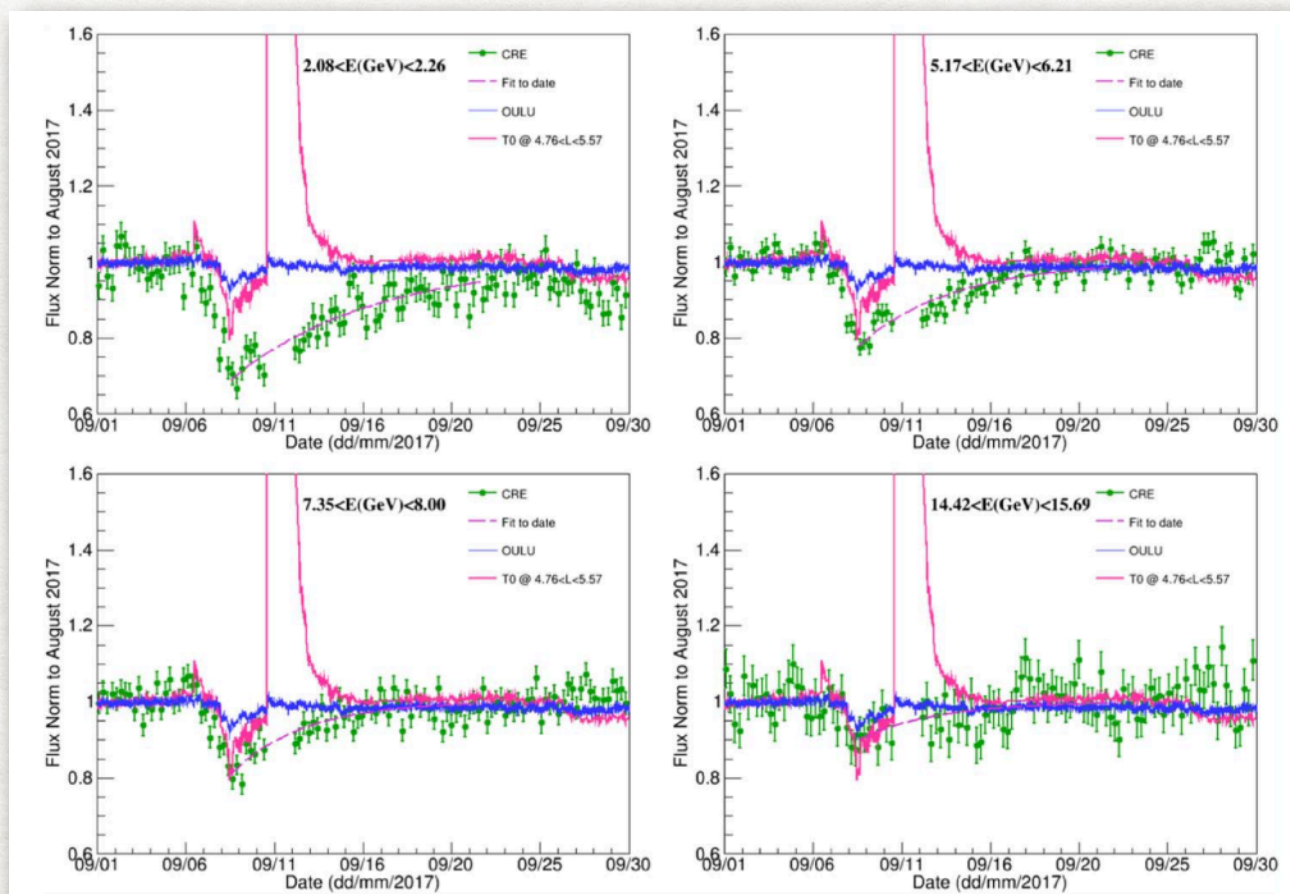 2.08<E(GeV)<2.26
CRE
Fit to date
OULU
T0 @ 4.76<L<5.57
Flux Norm to August 2017
1.6
1.4
1.2
1
0.8
0.6
09/01 09/06 09/11 09/16 09/20 09/25 09/30
Date (dd/mm/2017)
5.17<E(GeV)<6.21
CRE
Fit to date
OULU
T0 @ 4.76<L<5.57
Flux Norm to August 2017
1.6
1.4
1.2
1
0.8
0.6
09/01 09/06 09/11 09/16 09/20 09/25 09/30
Date (dd/mm/2017)
7.35<E(GeV)<8.00
CRE
Fit to date
OULU
T0 @ 4.76<L<5.57
Flux Norm to August 2017
1.6
1.4
1.2
1
0.8
0.6
09/01 09/06 09/11 09/16 09/20 09/25 09/30
Date (dd/mm/2017)
14.42<E(GeV)<15.69
CRE
Fit to date
OULU
T0 @ 4.76<L<5.57
Flux Norm to August 2017
1.6
1.4
1.2
1
0.8
0.6
09/01 09/06 09/11 09/16 09/20 09/25 09/30
Date (dd/mm/2017)